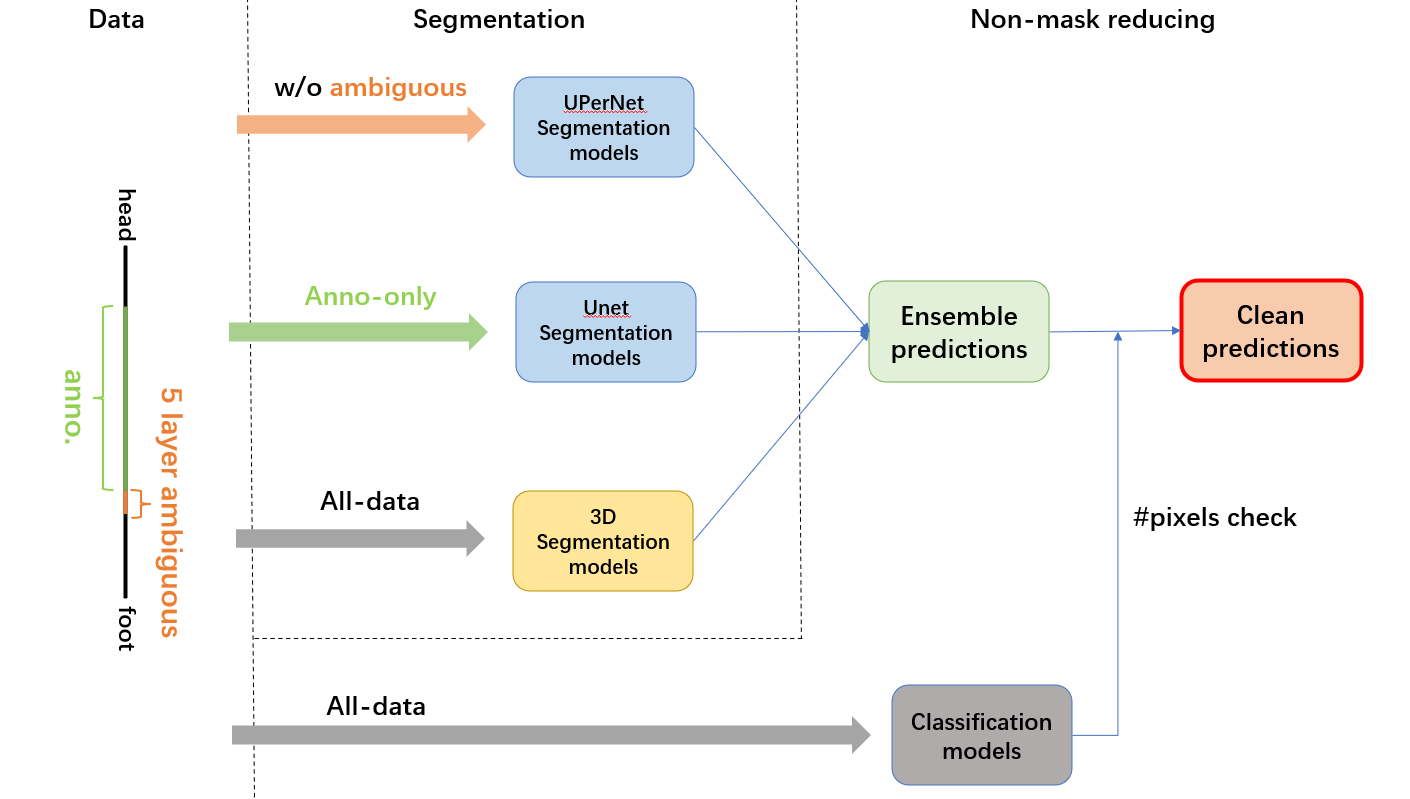 Data
Segmentation
Non-mask reducing
w/o ambiguous
UPerNet
Segmentation
models
head
anno.
5 layer ambiguous
foot
Anno-only
Unet
Segmentation
models
Ensemble
predictions
Clean
predictions
All-data
3D
Segmentation
models
#pixels check
All-data
Classification
models